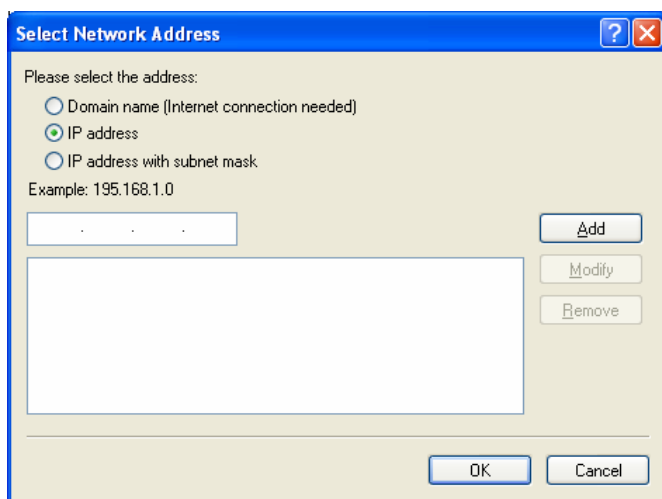 Select Network Address
Please select the address:
Domain name (Internet connection needed)
IP address
IP address with subnet mask
Example: 195.168.1.0
. . .
Add
Modify
Remove
OK
Cancel